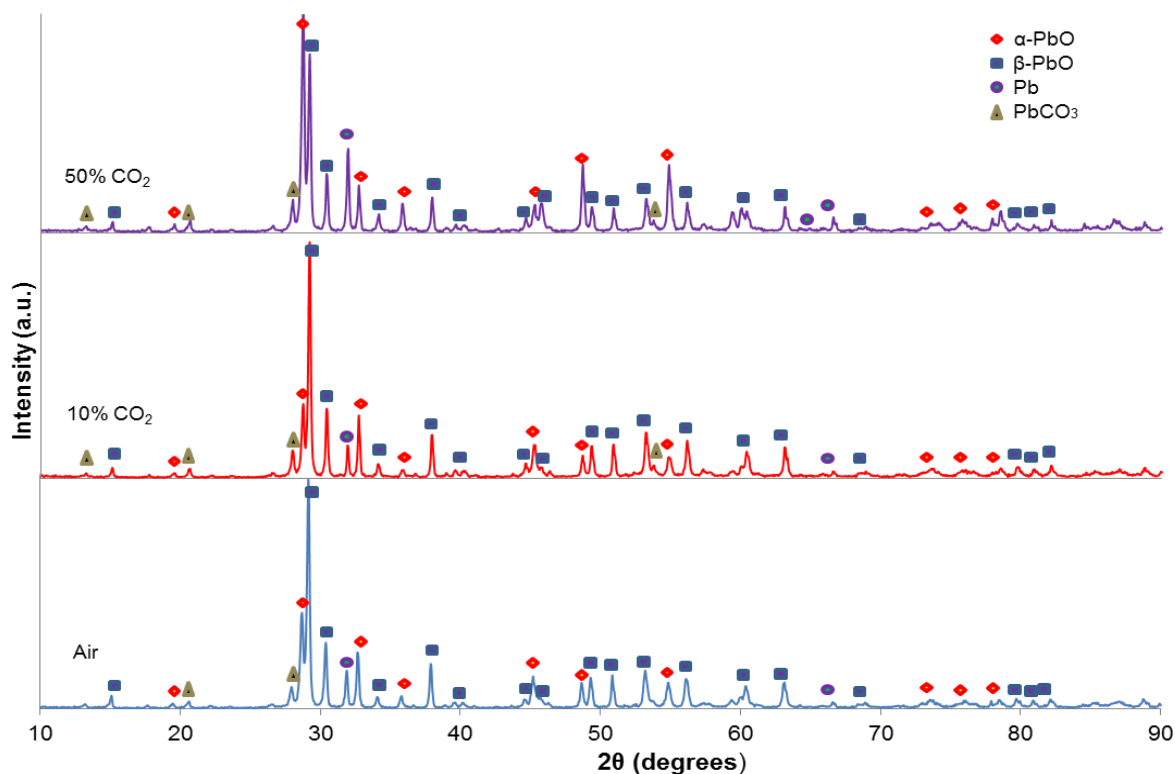 α-PbO
β-PbO
Pb
PbCO₃
50% CO₂
10% CO₂
Air
Intensity (a.u.)
10 20 30 40 50 60 70 80 90
2θ (degrees)